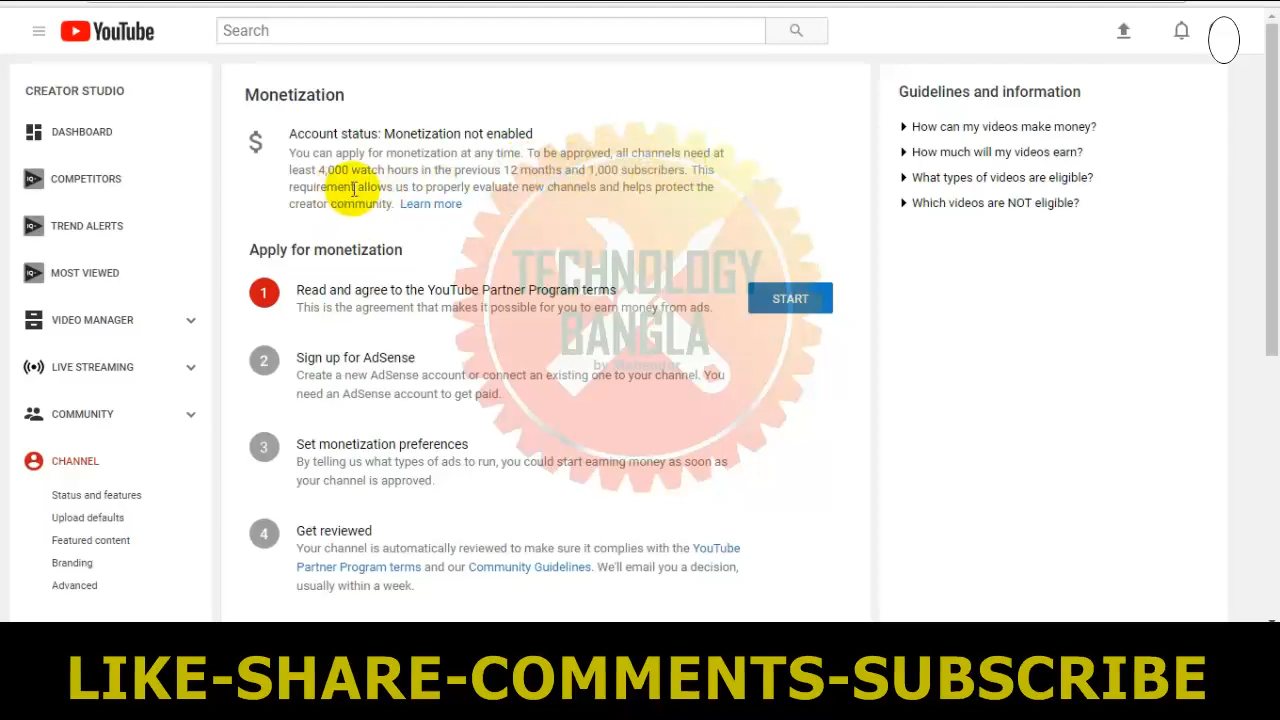 YouTube
Search
CREATOR STUDIO
DASHBOARD
COMPETITORS
TREND ALERTS
MOST VIEWED
VIDEO MANAGER
LIVE STREAMING
COMMUNITY
CHANNEL
Status and features
Upload defaults
Featured content
Branding
Advanced
Monetization
$
Account status: Monetization not enabled
You can apply for monetization at any time. To be approved, all channels need at
least 4,000 watch hours in the previous 12 months and 1,000 subscribers. This
requirement allows us to properly evaluate new channels and helps protect the
creator community. Learn more
Apply for monetization
1
Read and agree to the YouTube Partner Program terms
This is the agreement that makes it possible for you to earn money from ads.
START
2
Sign up for AdSense
Create a new AdSense account or connect an existing one to your channel. You
need an AdSense account to get paid.
3
Set monetization preferences
By telling us what types of ads to run, you could start earning money as soon as
your channel is approved.
4
Get reviewed
Your channel is automatically reviewed to make sure it complies with the YouTube
Partner Program terms and our Community Guidelines. We'll email you a decision,
usually within a week.
TECHNOLOGY
BANGLA
by
Guidelines and information
How can my videos make money?
How much will my videos earn?
What types of videos are eligible?
Which videos are NOT eligible?
LIKE-SHARE-COMMENTS-SUBSCRIBE